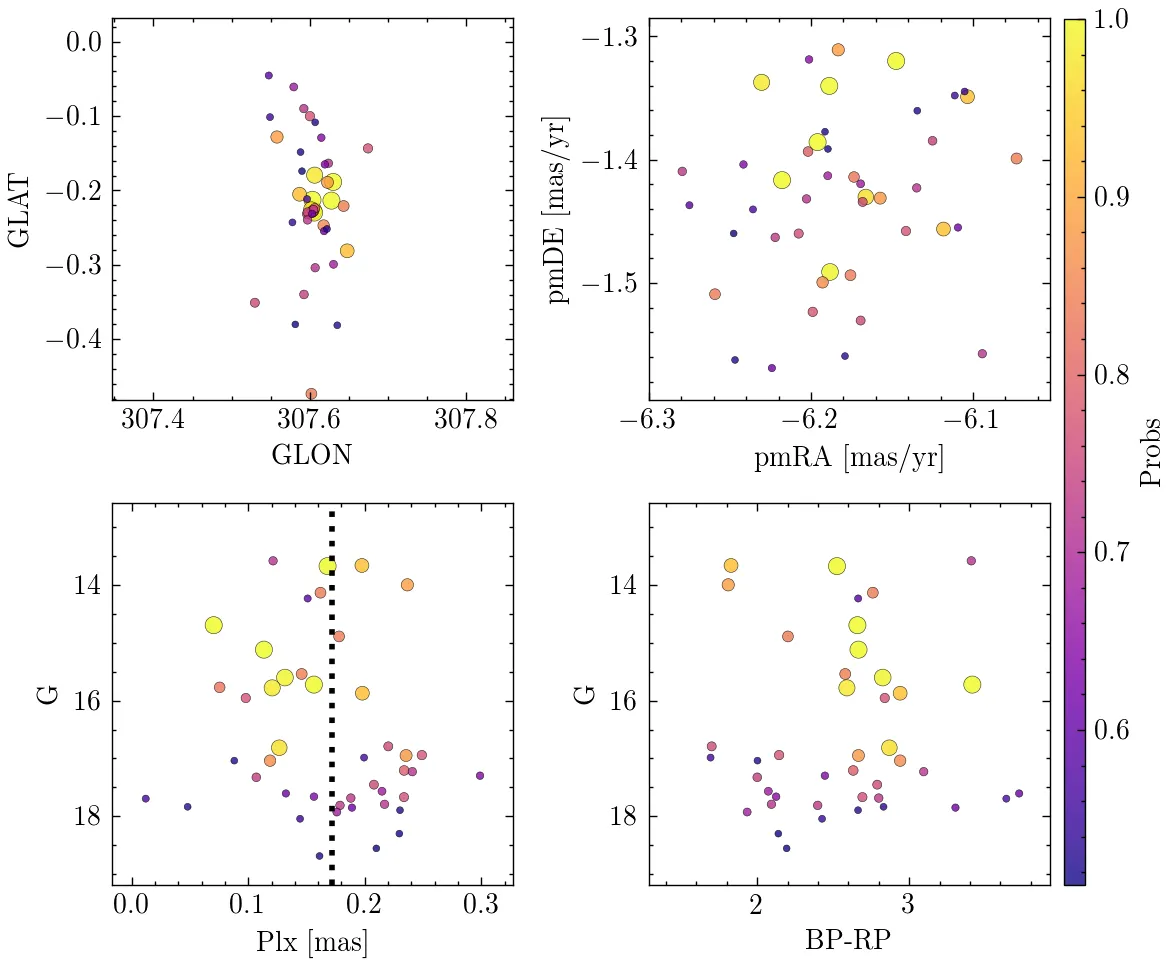 0.0
−0.1
−0.2
−0.3
−0.4
GLAT
307.4 307.6 307.8
GLON
−1.3
−1.4
−1.5
pmDE [mas/yr]
−6.3 −6.2 −6.1
pmRA [mas/yr]
14
16
18
G
0.0 0.1 0.2 0.3
Plx [mas]
14
16
18
G
2 3
BP-RP
1.0
0.9
0.8
0.7
0.6
Probs